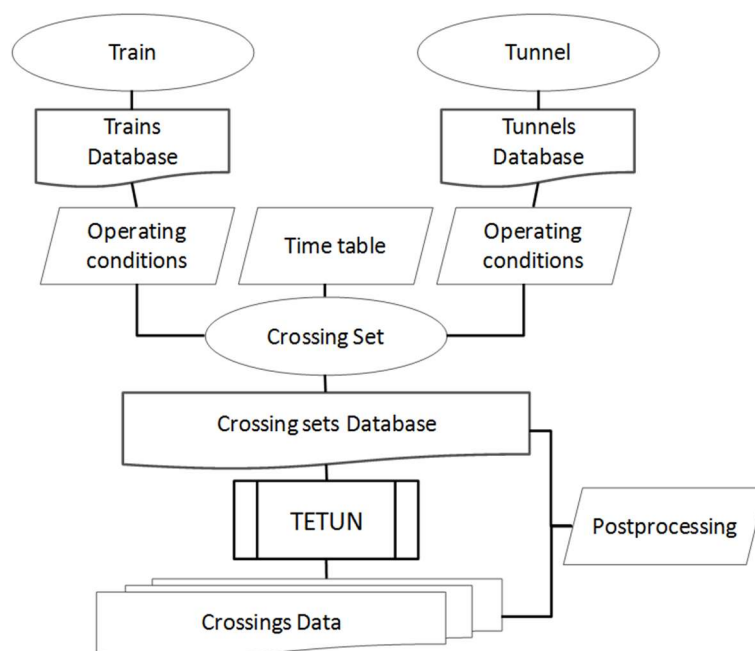 Train
Tunnel
Trains
Database
Tunnels
Database
Operating
conditions
Time table
Operating
conditions
Crossing Set
Crossing sets Database
TETUN
Postprocessing
Crossings Data